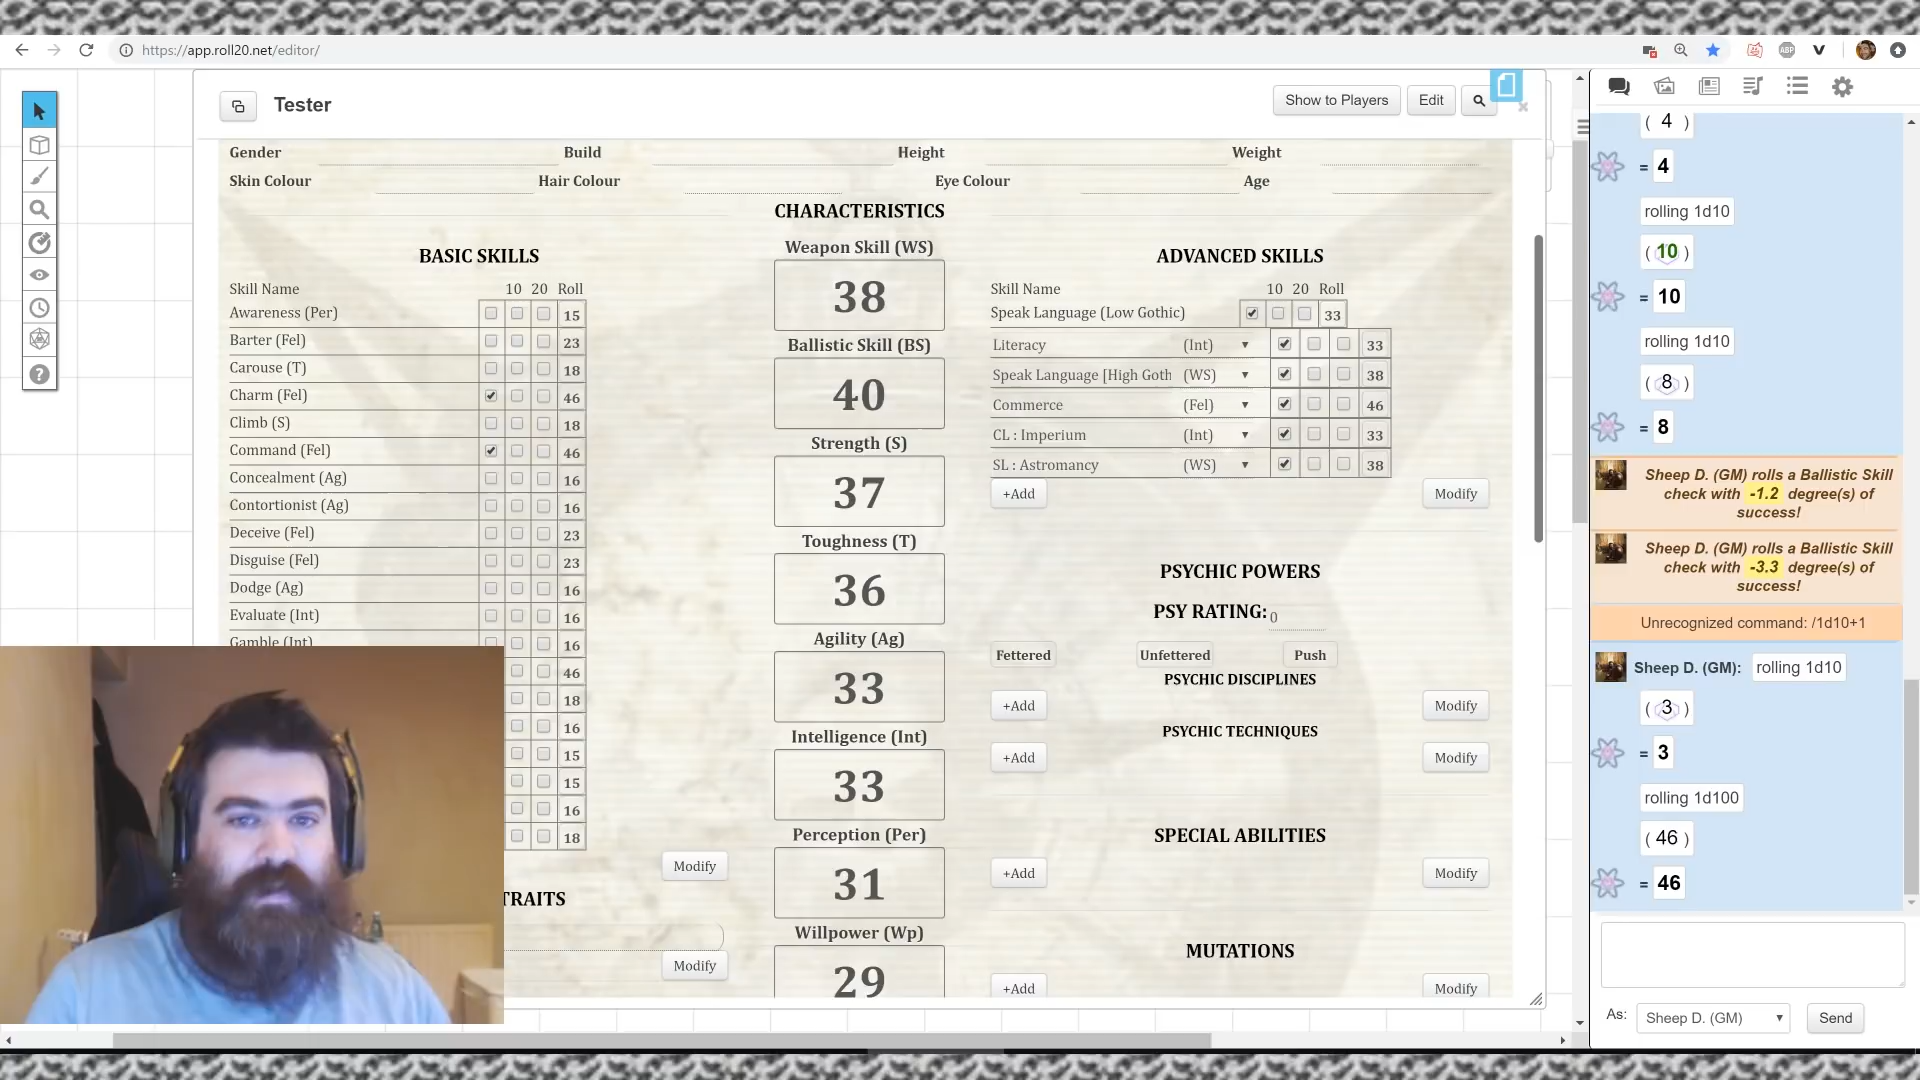 https://app.roll20.net/editor/
Tester
Show to Players
Edit
Gender
Build
Height
Weight
Skin Colour
Hair Colour
Eye Colour
Age
CHARACTERISTICS
BASIC SKILLS
Skill Name 10 20 Roll
Awareness (Per) 15
Barter (Fel) 23
Carouse (T) 18
Charm (Fel) 46
Climb (S) 18
Command (Fel) 46
Concealment (Ag) 16
Contortionist (Ag) 16
Deceive (Fel) 23
Disguise (Fel) 23
Dodge (Ag) 16
Evaluate (Int) 16
Gamble (Int) 16
46
18
16
15
15
16
18
Modify
TRAITS
Modify
Weapon Skill (WS)
38
Ballistic Skill (BS)
40
Strength (S)
37
Toughness (T)
36
Agility (Ag)
33
Intelligence (Int)
33
Perception (Per)
31
Willpower (Wp)
29
ADVANCED SKILLS
Skill Name 10 20 Roll
Speak Language (Low Gothic) 33
Literacy (Int) 33
Speak Language [High Goth (WS) 38
Commerce (Fel) 46
CL : Imperium (Int) 33
SL : Astromancy (WS) 38
+Add Modify
PSYCHIC POWERS
PSY RATING: 0
Fettered Unfettered Push
PSYCHIC DISCIPLINES
+Add Modify
PSYCHIC TECHNIQUES
+Add Modify
SPECIAL ABILITIES
+Add Modify
MUTATIONS
+Add Modify
ABP
( 4 )
= 4
rolling 1d10
( 10 )
= 10
rolling 1d10
( 8 )
= 8
Sheep D. (GM) rolls a Ballistic Skill
check with -1.2 degree(s) of
success!
Sheep D. (GM) rolls a Ballistic Skill
check with -3.3 degree(s) of
success!
Unrecognized command: /1d10+1
Sheep D. (GM): rolling 1d10
( 3 )
= 3
rolling 1d100
( 46 )
= 46
As: Sheep D. (GM) Send